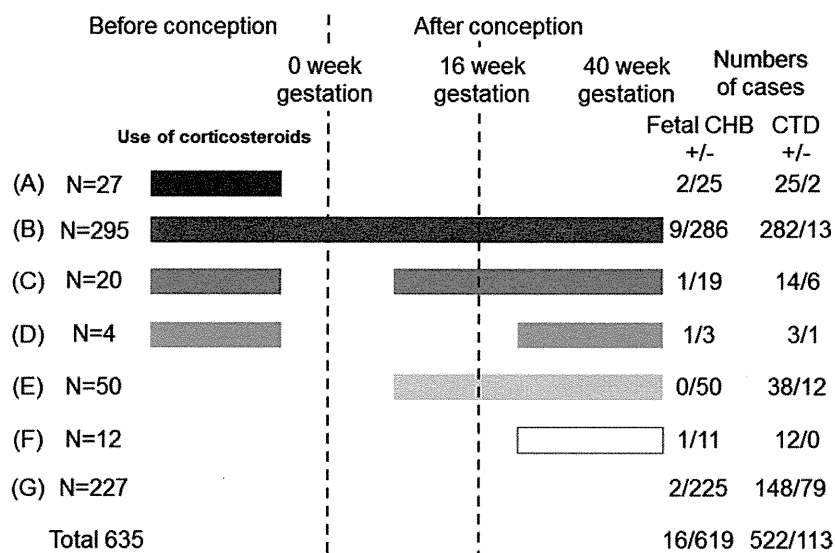 Before conception After conception
0 week gestation 16 week gestation 40 week gestation Numbers of cases
Use of corticosteroids Fetal CHB +/- CTD +/-
(A) N=27 2/25 25/2
(B) N=295 9/286 282/13
(C) N=20 1/19 14/6
(D) N=4 1/3 3/1
(E) N=50 0/50 38/12
(F) N=12 1/11 12/0
(G) N=227 2/225 148/79
Total 635 16/619 522/113